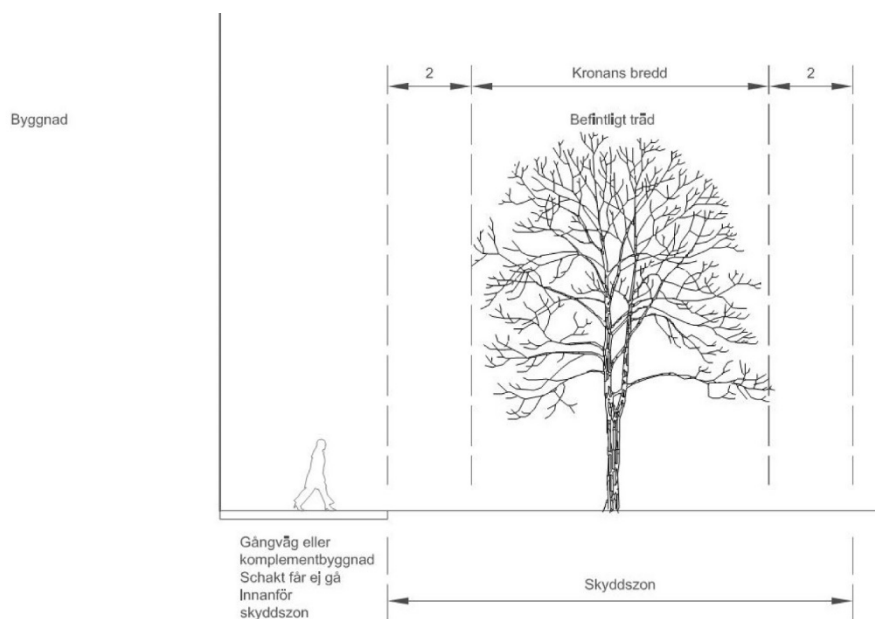 2
Kronans bredd
2
Byggnad
Befintligt träd
Gångväg eller
komplementbyggnad
Schakt får ej gå
Innanför
skyddszon
Skyddszon